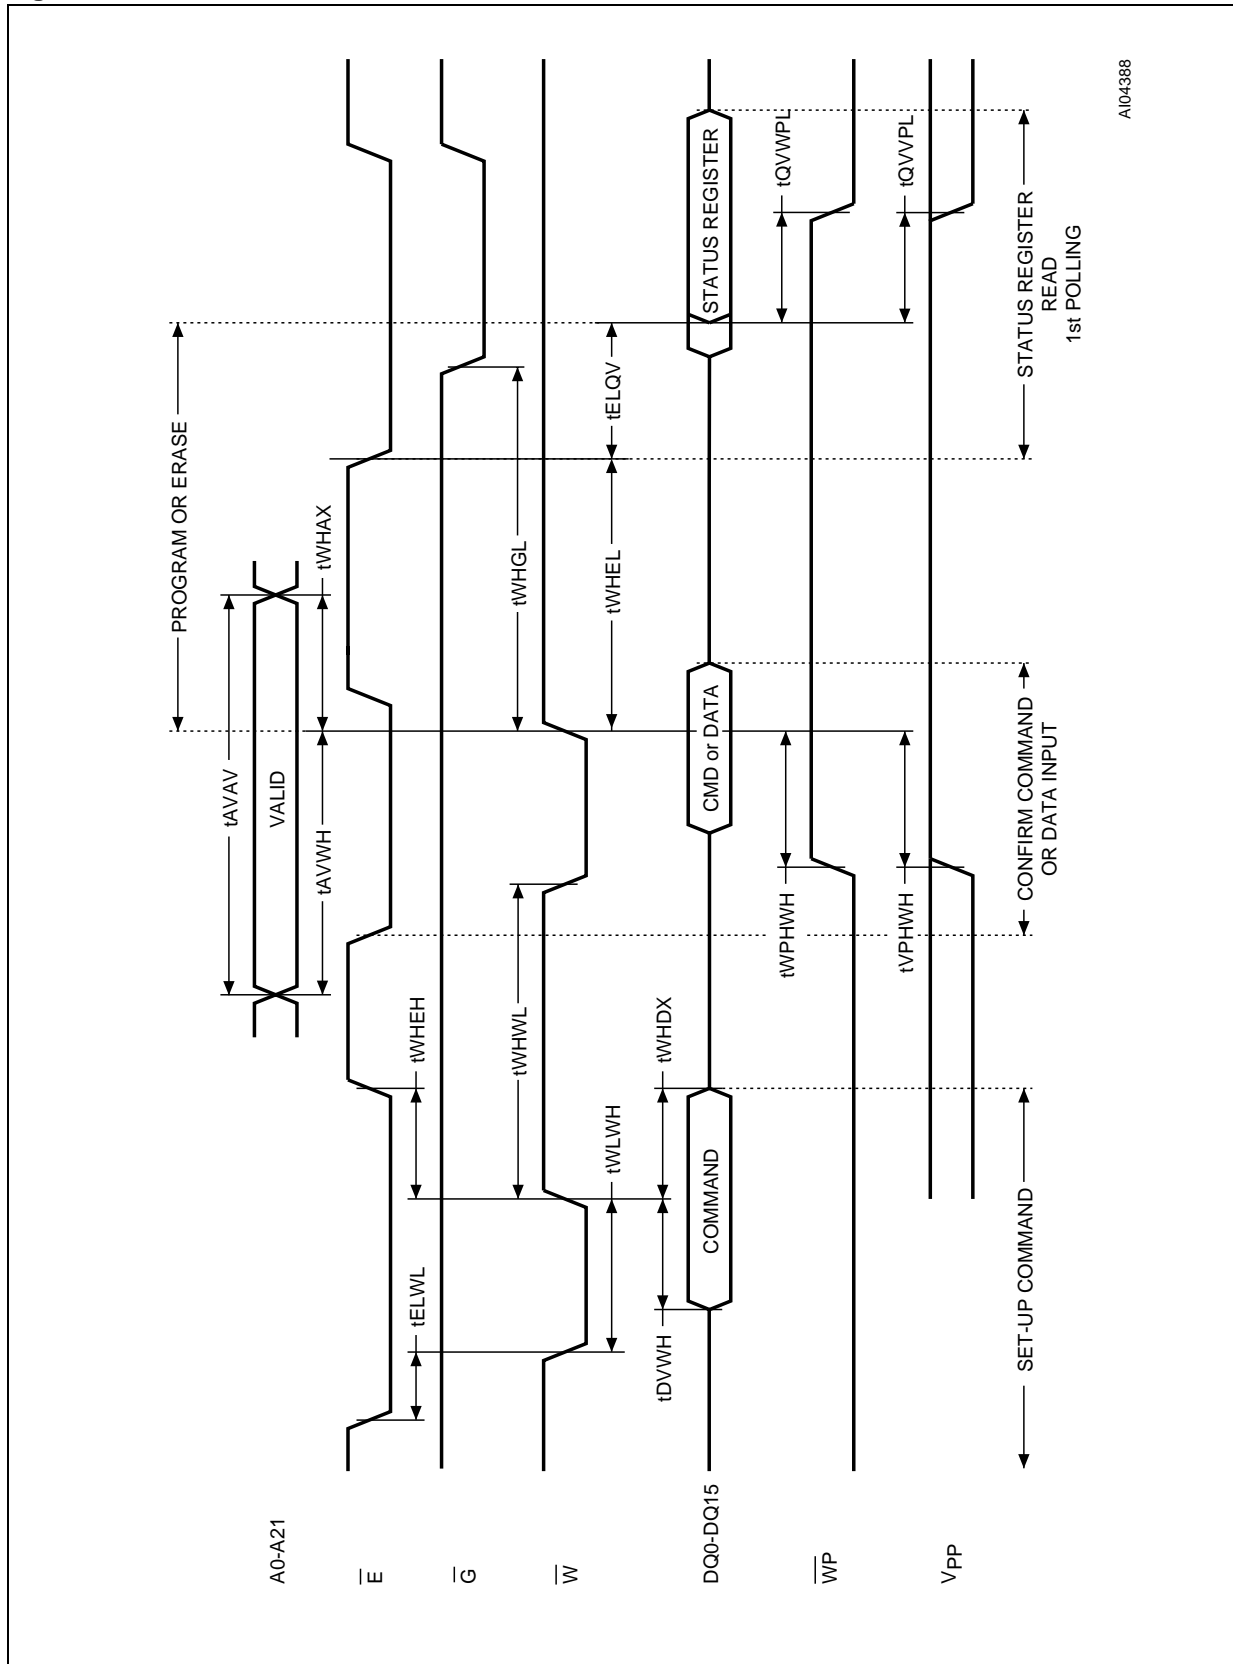 A0-A21
E
G
W
DQ0-DQ15
WP
VPP
PROGRAM OR ERASE
tAVAV
VALID
tAVWH
tWHAX
tELWL
tWHEH
tWHGL
tWHWL
tWLWH
tWHEL
tELQV
tDVWH
tWHDX
COMMAND
CMD or DATA
STATUS REGISTER
tWPHWH
tQVWPL
tVPHWH
tQVVPL
SET-UP COMMAND
CONFIRM COMMAND
OR DATA INPUT
STATUS REGISTER
READ
1st POLLING
AI04388